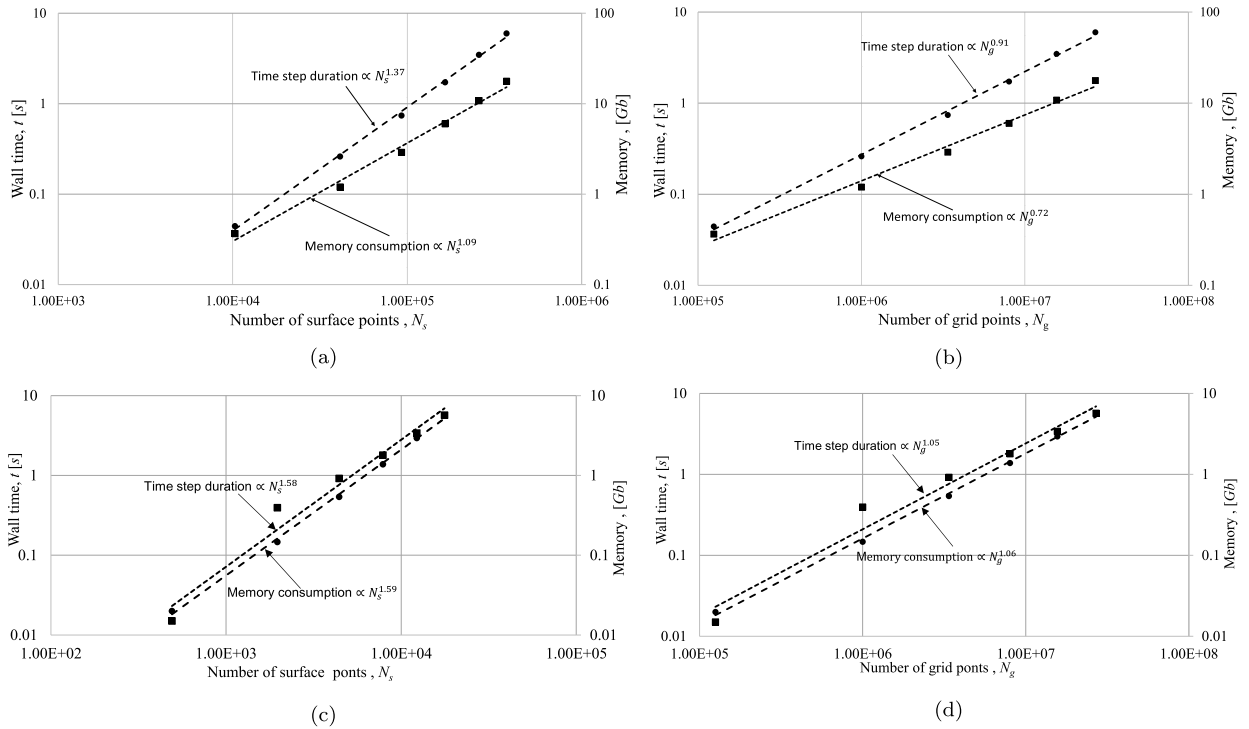 10
1
0.1
0.01
100
10
1
0.1
1.00E+03
1.00E+04
1.00E+05
1.00E+06
Wall time, t [s]
Memory , [Gb]
Time step duration ∝ N_s^1.37
Memory consumption ∝ N_s^1.09
Number of surface points , N_s
(a)
10
1
0.1
0.01
100
10
1
0.1
1.00E+05
1.00E+06
1.00E+07
1.00E+08
Wall time, t [s]
Memory , [Gb]
Time step duration ∝ N_g^0.91
Memory consumption ∝ N_g^0.72
Number of grid points , N_g
(b)
10
1
0.1
0.01
10
1
0.1
0.01
1.00E+02
1.00E+03
1.00E+04
1.00E+05
Wall time, t [s]
Memory , [Gb]
Time step duration ∝ N_s^1.58
Memory consumption ∝ N_s^1.59
Number of surface ponts , N_s
(c)
10
1
0.1
0.01
10
1
0.1
0.01
1.00E+05
1.00E+06
1.00E+07
1.00E+08
Wall time, t [s]
Memory , [Gb]
Time step duration ∝ N_g^1.05
Memory consumption ∝ N_g^1.06
Number of grid ponts , N_g
(d)